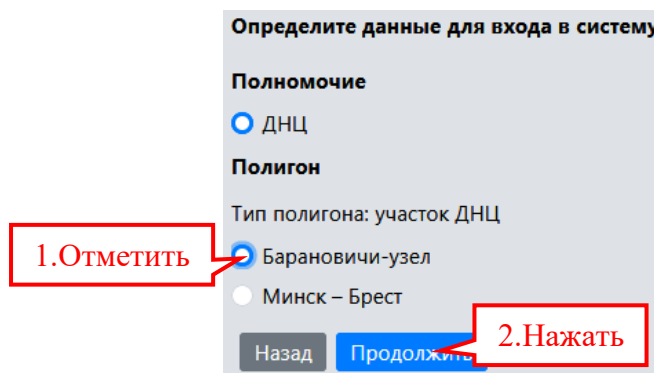 Определите данные для входа в систему
Полномочие
ДНЦ
Полигон
Тип полигона: участок ДНЦ
1.Отметить
Барановичи-узел
Минск – Брест
2.Нажать
Назад
Продолжить